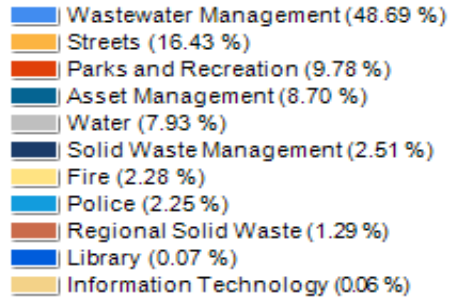 Wastewater Management (48.69 %)
Streets (16.43 %)
Parks and Recreation (9.78 %)
Asset Management (8.70 %)
Water (7.93 %)
Solid Waste Management (2.51 %)
Fire (2.28 %)
Police (2.25 %)
Regional Solid Waste (1.29 %)
Library (0.07 %)
Information Technology (0.06 %)